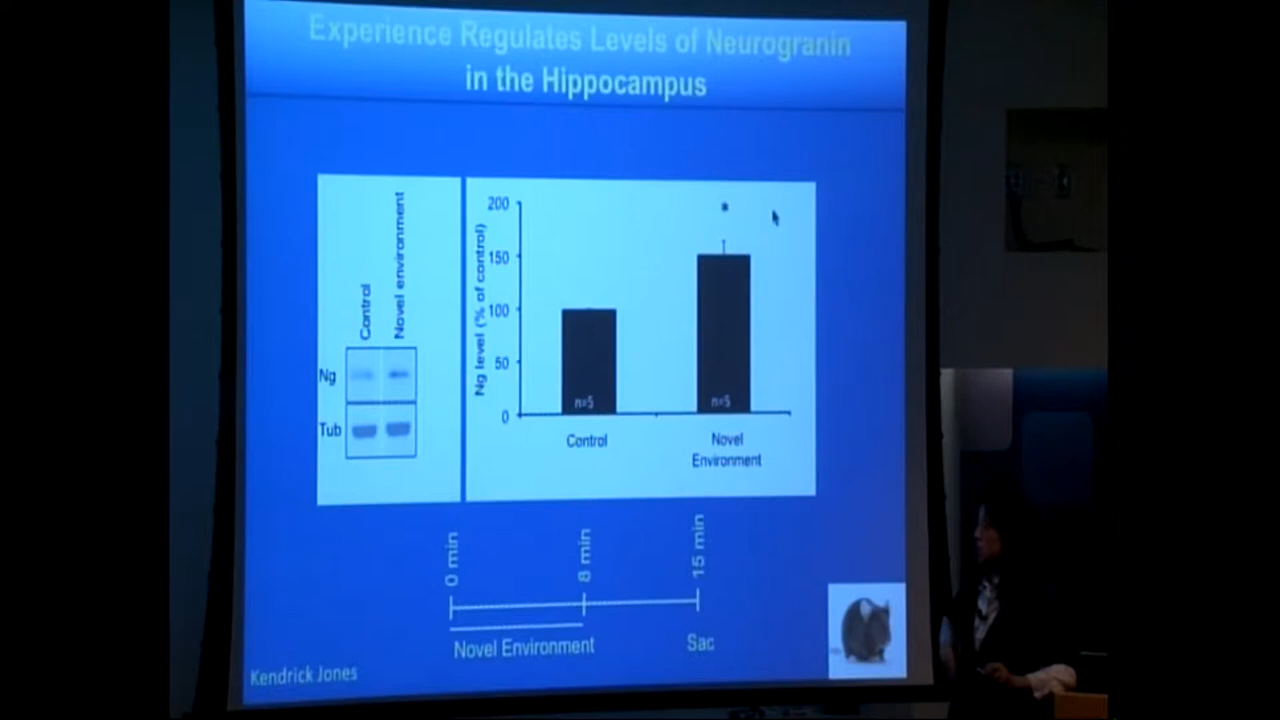 Experience Regulates Levels of Neurogranin
in the Hippocampus
Control
Novel environment
Ng
Tub
Ng level (% of control)
200
150
100
50
0
*
n=5
n=5
Control
Novel
Environment
0 min
8 min
15 min
Novel Environment
Sac
Kendrick Jones